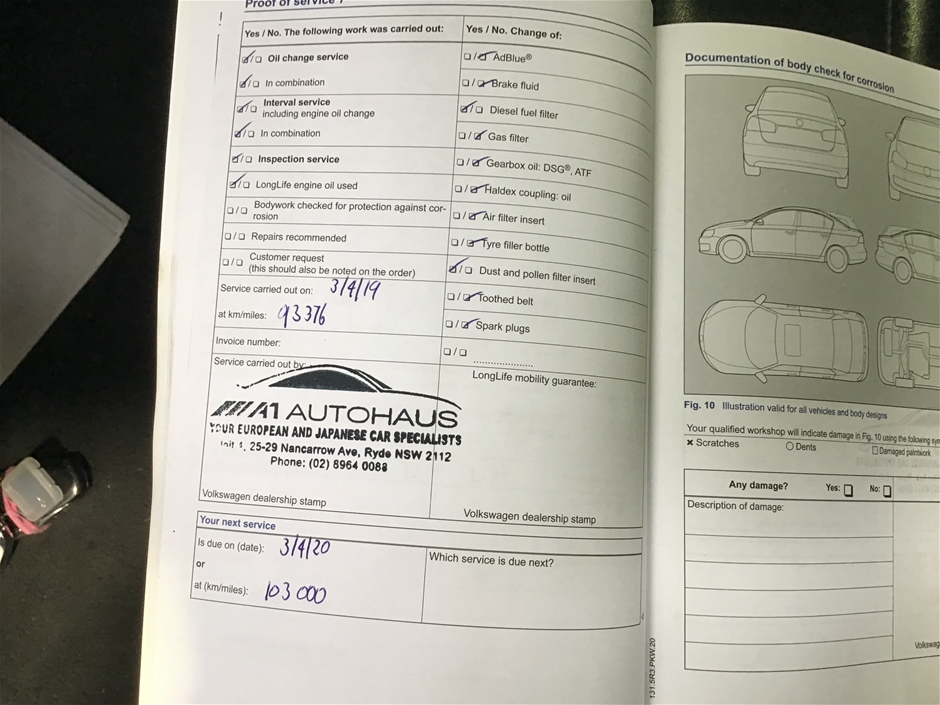 Proof of service
Yes / No. The following work was carried out:
☑/☐ Oil change service
☑/☐ In combination
☑/☐ Interval service
including engine oil change
☑/☐ In combination
☑/☐ Inspection service
☑/☐ LongLife engine oil used
☐/☐ Bodywork checked for protection against cor-
rosion
☐/☐ Repairs recommended
☐/☐ Customer request
(this should also be noted on the order)
Service carried out on: 3/4/19
at km/miles: 93376
Invoice number:
Service carried out by:
A1 AUTOHAUS
YOUR EUROPEAN AND JAPANESE CAR SPECIALISTS
Unit 1, 25-29 Nancarrow Ave, Ryde NSW 2112
Phone: (02) 8964 0088
Volkswagen dealership stamp
Yes / No. Change of:
☐/☑ AdBlue®
☐/☑ Brake fluid
☑/☐ Diesel fuel filter
☐/☑ Gas filter
☐/☑ Gearbox oil: DSG®, ATF
☐/☑ Haldex coupling: oil
☐/☑ Air filter insert
☐/☑ Tyre filler bottle
☑/☐ Dust and pollen filter insert
☐/☑ Toothed belt
☐/☑ Spark plugs
☐/☐ .....................
LongLife mobility guarantee:
Volkswagen dealership stamp
Your next service
Is due on (date): 3/4/20
or
at (km/miles): 103 000
Which service is due next?
131.5R3.PKW.20
Documentation of body check for corrosion
Fig. 10 Illustration valid for all vehicles and body designs
Your qualified workshop will indicate damage in Fig. 10 using the following
✖ Scratches ○ Dents ☐ Damaged paintwork
Any damage? Yes: ☐ No: ☐
Description of damage: